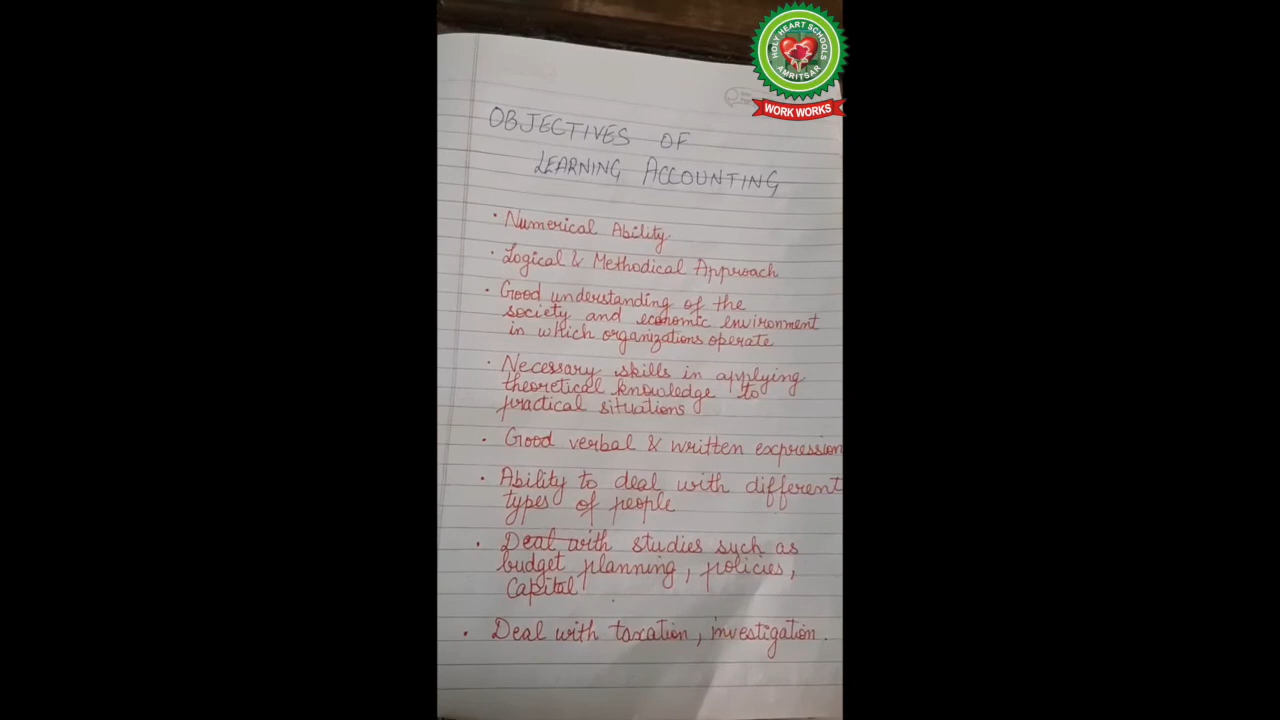 HOLY HEART SCHOOLS
AMRITSAR
WORK WORKS
OBJECTIVES OF
LEARNING ACCOUNTING
· Numerical Ability.
· Logical & Methodical Approach
· Good understanding of the
society and economic environment
in which organizations operate
· Necessary skills in applying
theoretical knowledge to
practical situations
· Good verbal & written expression
· Ability to deal with different
types of people
· Deal with studies such as
budget planning, policies,
Capital
· Deal with taxation, investigation.